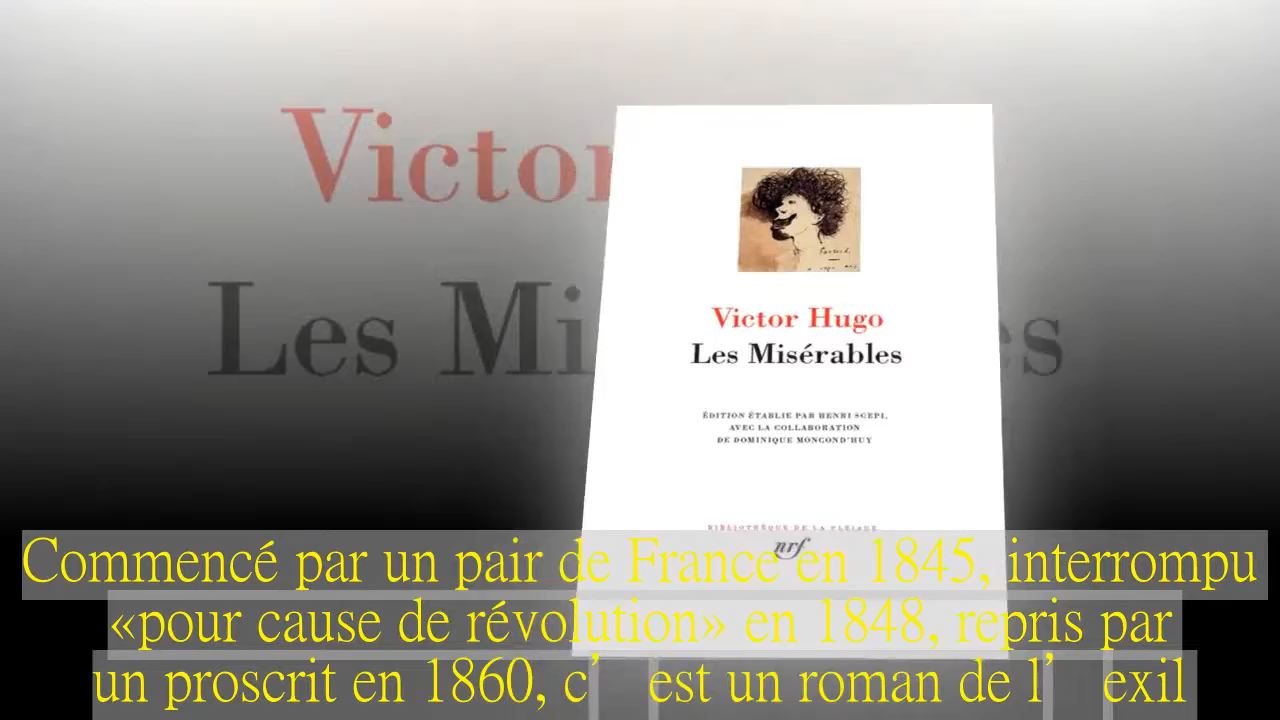 Victor
Les Mi es
Victor Hugo
Les Misérables
ÉDITION ÉTABLIE PAR HENRI SCEPI,
AVEC LA COLLABORATION
DE DOMINIQUE MONCOND'HUY
BIBLIOTHÈQUE DE LA PLÉIADE
nrf
Commencé par un pair de France en 1845, interrompu
«pour cause de révolution» en 1848, repris par
un proscrit en 1860, c’est un roman de l’exil